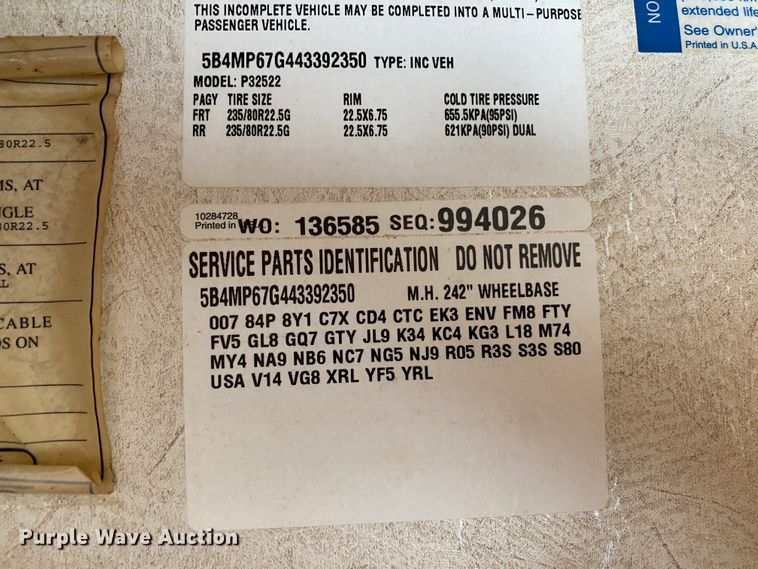 THIS INCOMPLETE VEHICLE MAY BE COMPLETED INTO A MULTI-PURPOSE
PASSENGER VEHICLE.
5B4MP67G443392350 TYPE: INC VEH
MODEL: P32522
PAGY TIRE SIZE RIM COLD TIRE PRESSURE
FRT 235/80R22.5G 22.5X6.75 655.5KPA(95PSI)
RR 235/80R22.5G 22.5X6.75 621KPA(90PSI) DUAL
extended life
See Owner'
Printed in U.S.A.
NO
80R22.5
MS, AT
GLE
80R22.5
S, AT
CABLE
S ON
10284728
Printed in WO: 136585 SEQ: 994026
SERVICE PARTS IDENTIFICATION DO NOT REMOVE
5B4MP67G443392350 M.H. 242" WHEELBASE
007 84P 8Y1 C7X CD4 CTC EK3 ENV FM8 FTY
FV5 GL8 GQ7 GTY JL9 K34 KC4 KG3 L18 M74
MY4 NA9 NB6 NC7 NG5 NJ9 R05 R3S S3S S80
USA V14 VG8 XRL YF5 YRL
Purple Wave Auction